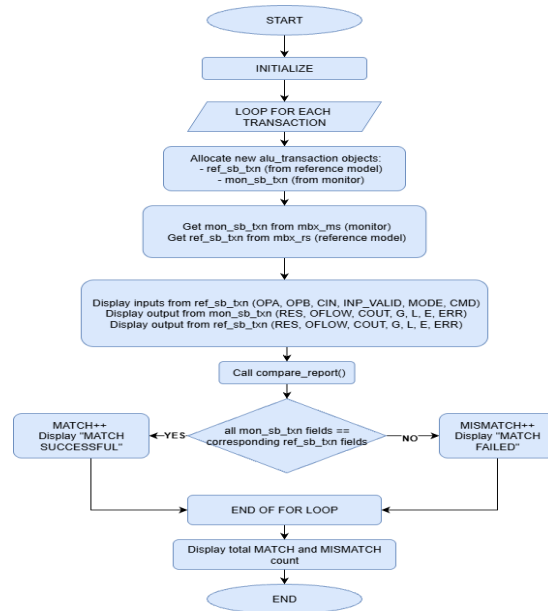 START
INITIALIZE
LOOP FOR EACH
TRANSACTION
Allocate new alu_transaction objects:
- ref_sb_txn (from reference model)
- mon_sb_txn (from monitor)
Get mon_sb_txn from mbx_ms (monitor)
Get ref_sb_txn from mbx_rs (reference model)
Display inputs from ref_sb_txn (OPA, OPB, CIN, INP_VALID, MODE, CMD)
Display output from mon_sb_txn (RES, OFLOW, COUT, G, L, E, ERR)
Display output from ref_sb_txn (RES, OFLOW, COUT, G, L, E, ERR)
Call compare_report()
all mon_sb_txn fields ==
corresponding ref_sb_txn fields
YES
MATCH++
Display "MATCH
SUCCESSFUL"
NO
MISMATCH++
Display "MATCH
FAILED"
END OF FOR LOOP
Display total MATCH and MISMATCH
count
END